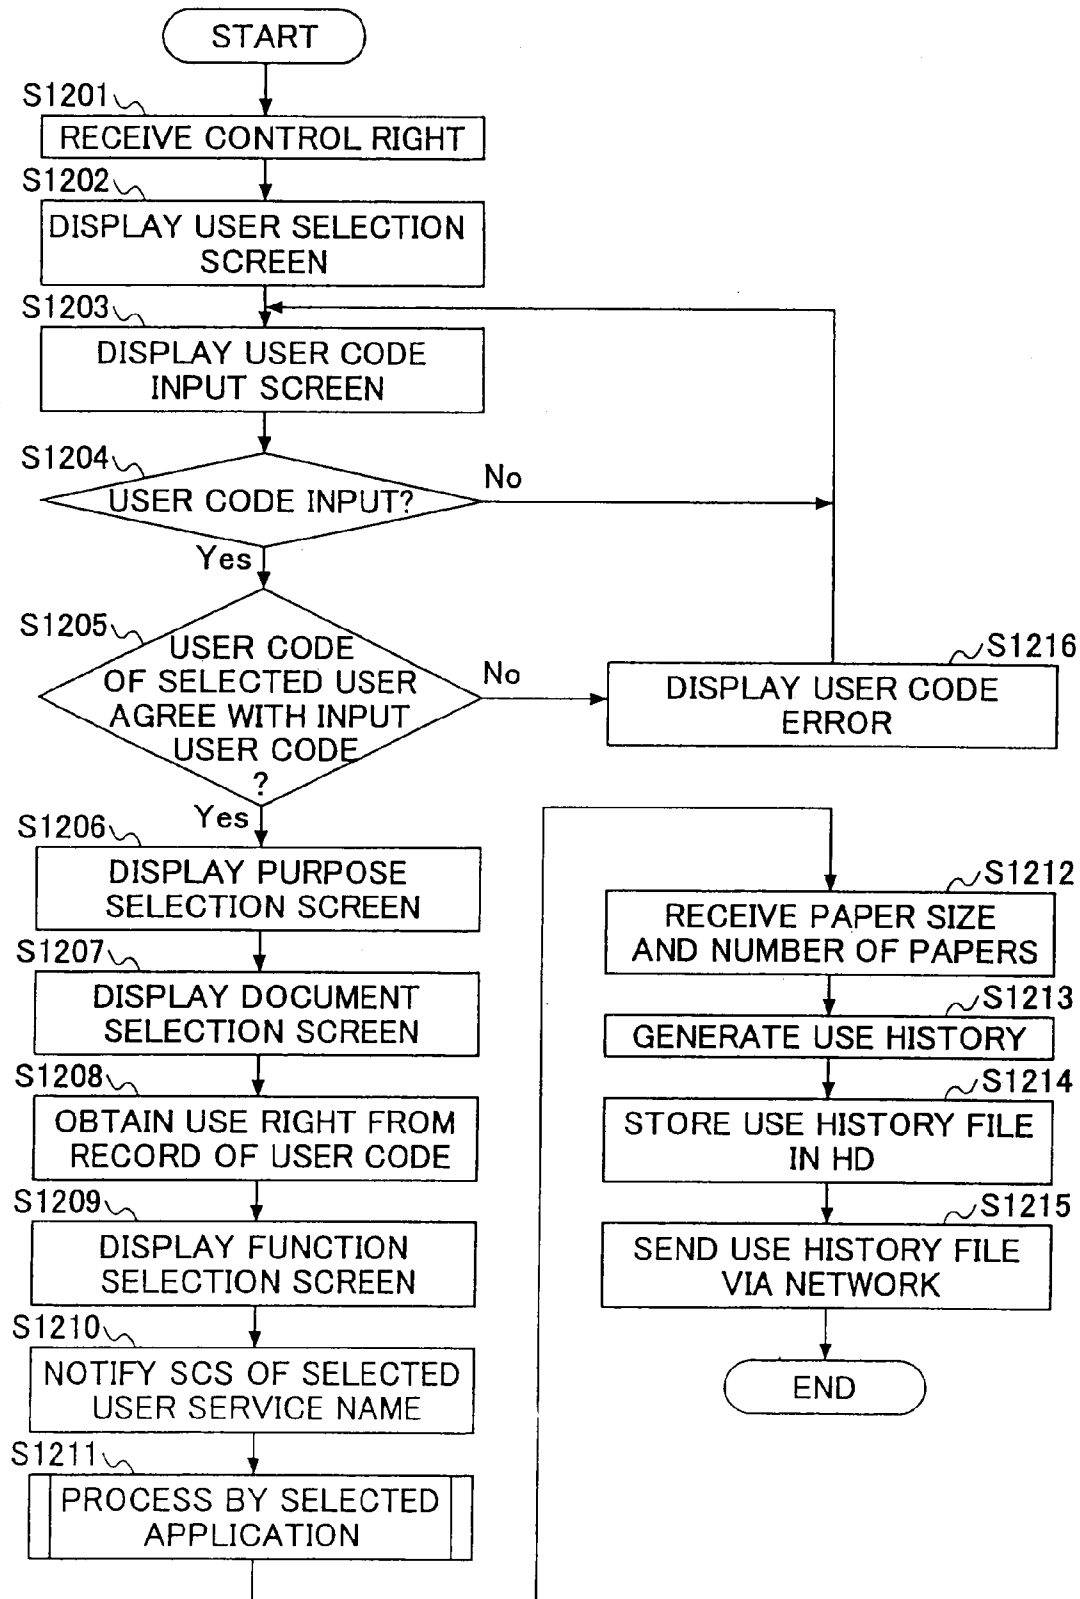 START
S1201
RECEIVE CONTROL RIGHT
S1202
DISPLAY USER SELECTION
SCREEN
S1203
DISPLAY USER CODE
INPUT SCREEN
S1204
USER CODE INPUT?
No
Yes
S1205
USER CODE
OF SELECTED USER
AGREE WITH INPUT
USER CODE
?
No
Yes
S1216
DISPLAY USER CODE
ERROR
S1206
DISPLAY PURPOSE
SELECTION SCREEN
S1207
DISPLAY DOCUMENT
SELECTION SCREEN
S1208
OBTAIN USE RIGHT FROM
RECORD OF USER CODE
S1209
DISPLAY FUNCTION
SELECTION SCREEN
S1210
NOTIFY SCS OF SELECTED
USER SERVICE NAME
S1211
PROCESS BY SELECTED
APPLICATION
S1212
RECEIVE PAPER SIZE
AND NUMBER OF PAPERS
S1213
GENERATE USE HISTORY
S1214
STORE USE HISTORY FILE
IN HD
S1215
SEND USE HISTORY FILE
VIA NETWORK
END